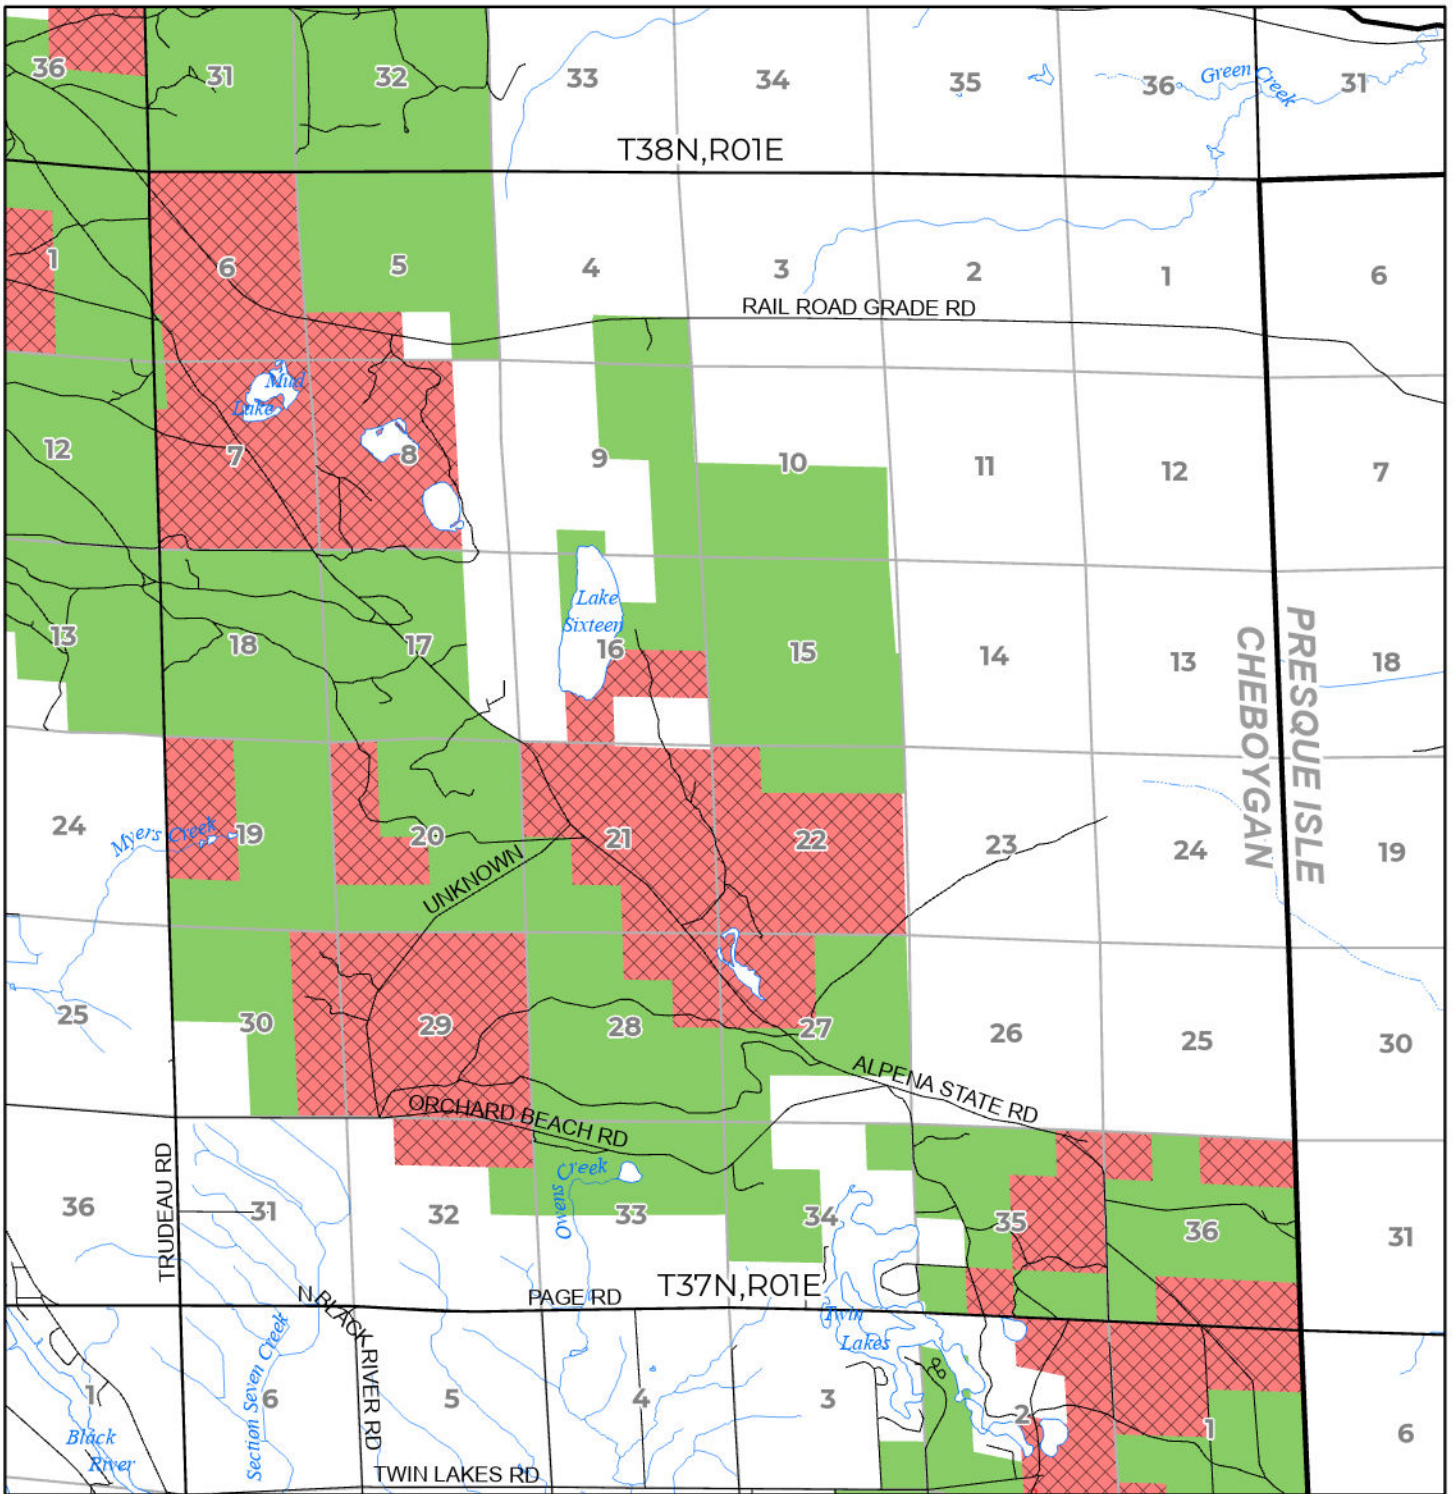 36
31
32
33
34
35
36
Green
Creek
31
T38N,R01E
1
6
5
4
3
2
1
6
RAIL ROAD GRADE RD
Mud
Lake
12
7
8
9
10
11
12
7
Lake
Sixteen
13
18
17
16
15
14
13
18
PRESQUE ISLE
CHEBOYGAN
24
Myers Creek
19
20
21
22
23
24
19
UNKNOWN
25
30
29
28
27
26
25
30
ALPENA STATE RD
ORCHARD BEACH RD
TRUDEAU RD
Owens Creek
36
31
32
33
34
35
36
31
T37N,R01E
N BLACK RIVER RD
PAGE RD
Twin
Lakes
Section Seven Creek
1
6
5
4
3
2
1
6
Black
River
TWIN LAKES RD